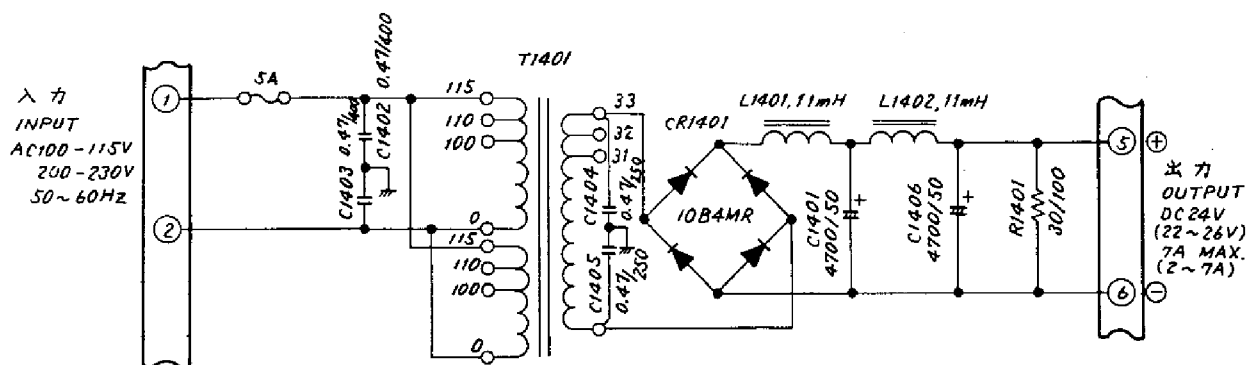 入力
INPUT
AC100-115V
200-230V
50~60Hz
1
2
5A
0.47/400
C1403
C1402 0.47/400
T1401
115
110
100
0
115
110
100
0
33
32
31
C1404
0.47/250
C1405
0.47/250
CR1401
10B4MR
L1401, 11mH
L1402, 11mH
C1401
4700/50
+
C1406
4700/50
+
R1401
30/100
5
+
6
-
出力
OUTPUT
DC24V
(22~26V)
7A MAX.
(2~7A)